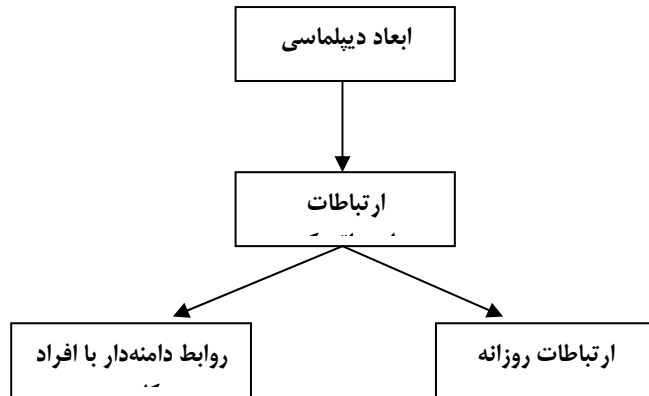 ابعاد دیپلماسی
ارتباطات
ارتباطات روزانه
روابط دامنه‌دار با افراد